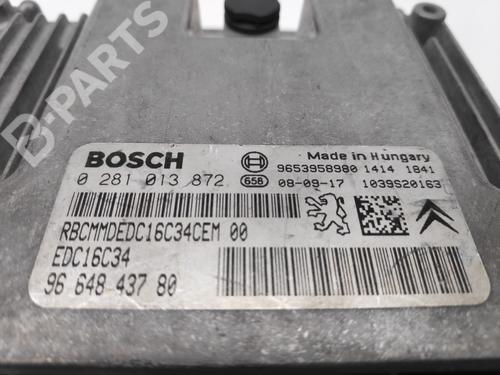 B-PARTS
BOSCH
Made in Hungary
9653958980 1414 1841
0 281 013 872
658
08-09-17 1039S20163
RBCMMDEDC16C34CEM 00
EDC16C34
96 648 437 80